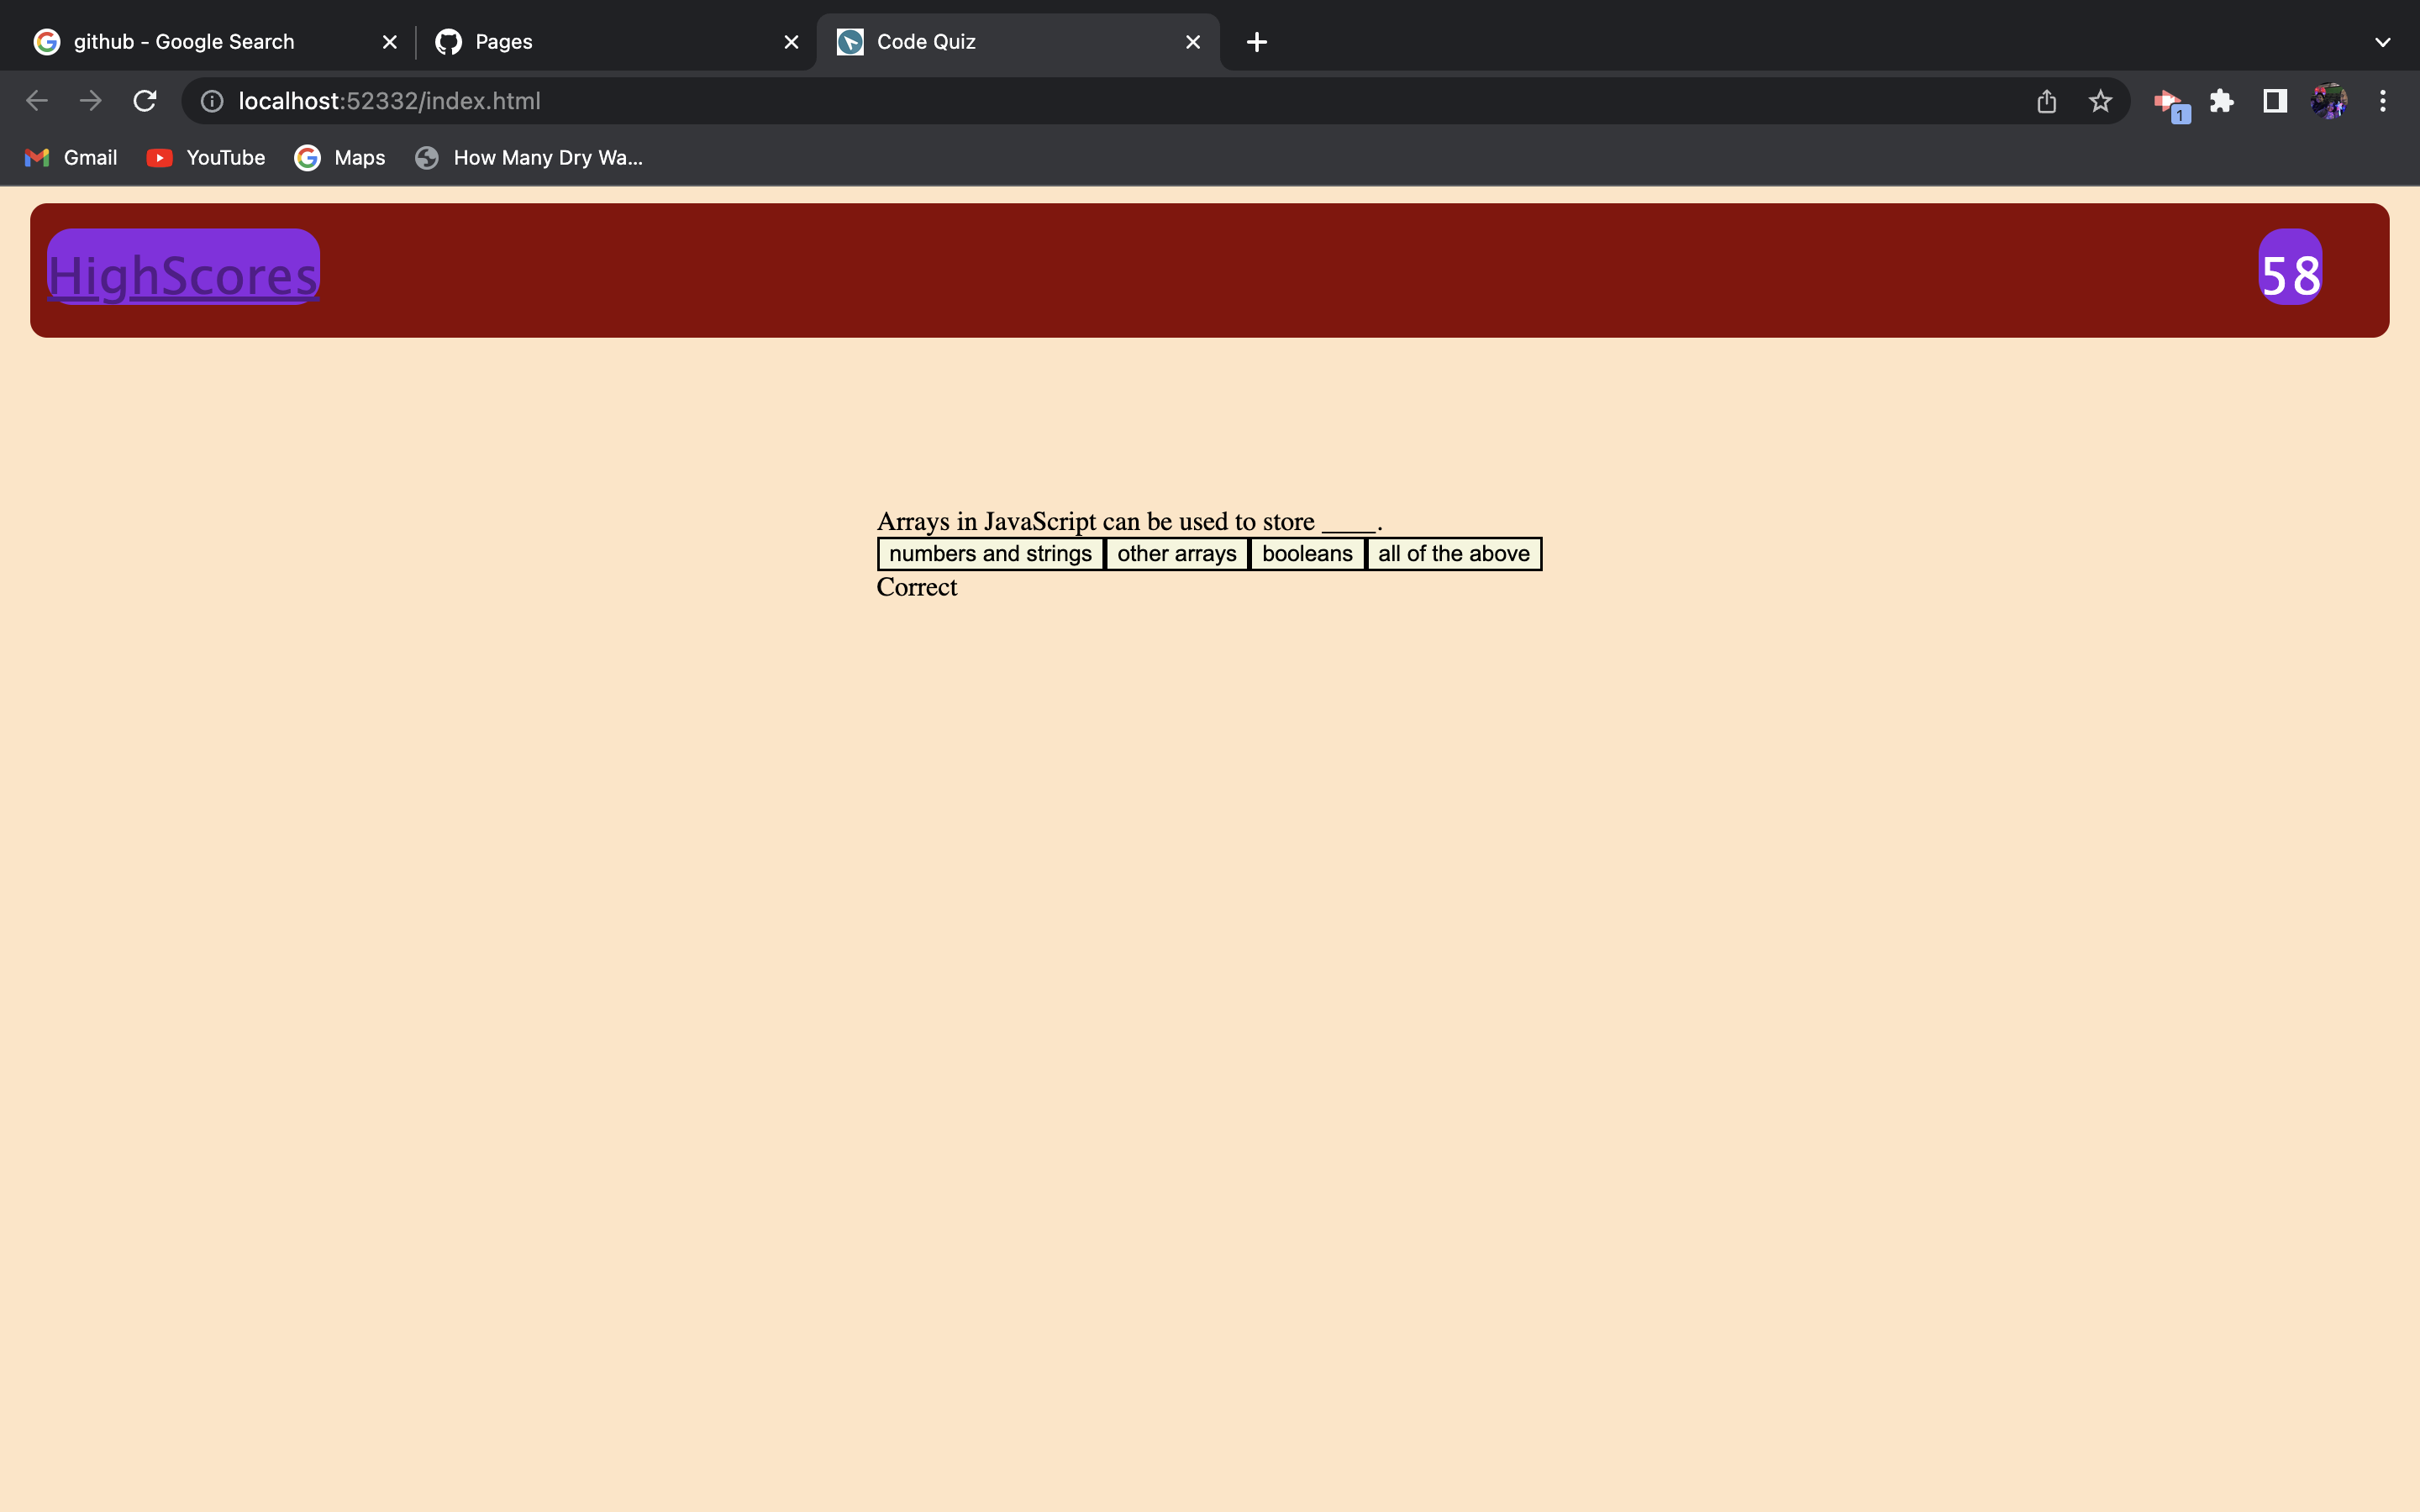 github - Google Search
Pages
Code Quiz
localhost:52332/index.html
1
Gmail
YouTube
Maps
How Many Dry Wa...
HighScores
58
Arrays in JavaScript can be used to store ____.
numbers and strings other arrays booleans all of the above
Correct